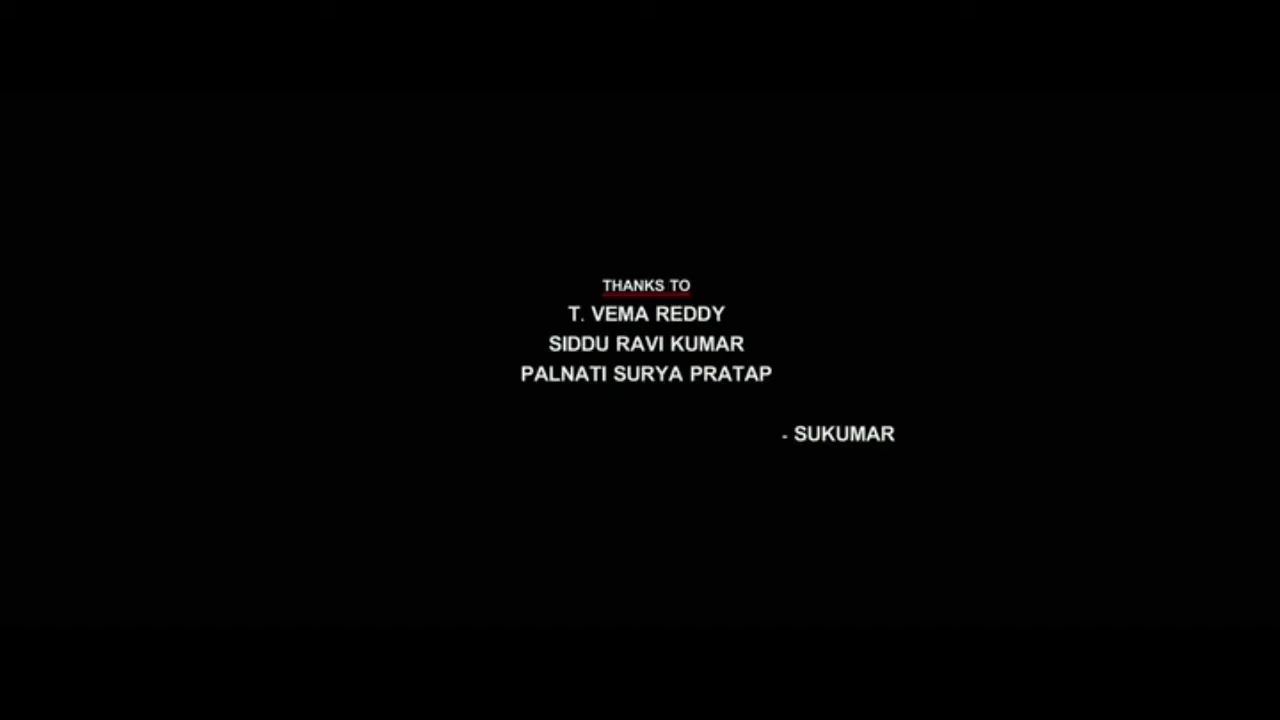 THANKS TO
T. VEMA REDDY
SIDDU RAVI KUMAR
PALNATI SURYA PRATAP
- SUKUMAR